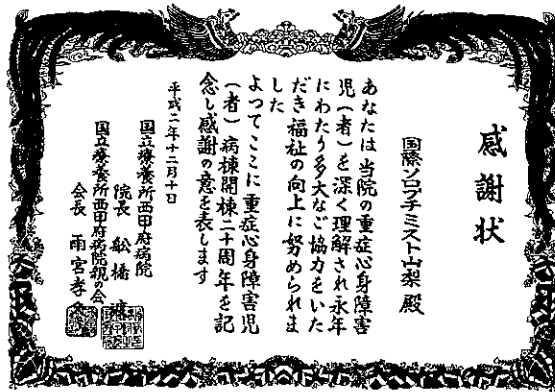 感謝状
国際ソロプチミスト山梨 殿
あなたは当院の重症心身障害
児(者)を深く理解され永年
にわたり多大なご協力をいた
だき福祉の向上に努められま
した
よってここに重症心身障害児
(者)病棟開棟二十周年を記
念し感謝の意を表します
平成二年十二月十日
国立療養所西甲府病院
院長 舩橋
国立療養所西甲府病院親の会
会長 雨宮孝